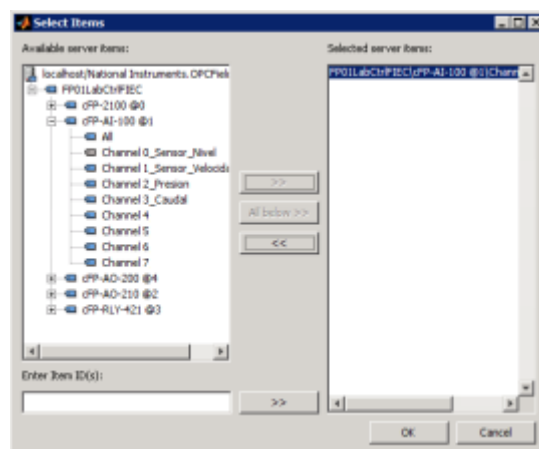 Select Items
Available server items:
Selected server items:
localhost/National Instruments.OPCField
FP01LabCtrlFIEC
cFP-2100 @0
cFP-AI-100 @1
All
Channel 0_Sensor_Nivel
Channel 1_Sensor_Velocida
Channel 2_Presion
Channel 3_Caudal
Channel 4
Channel 5
Channel 6
Channel 7
cFP-AO-200 @4
cFP-AO-210 @2
cFP-RLY-421 @3
FP01LabCtrlFIEC\cFP-AI-100 @1\Chann
>>
All below >>
<<
Enter Item ID(s):
>>
OK
Cancel